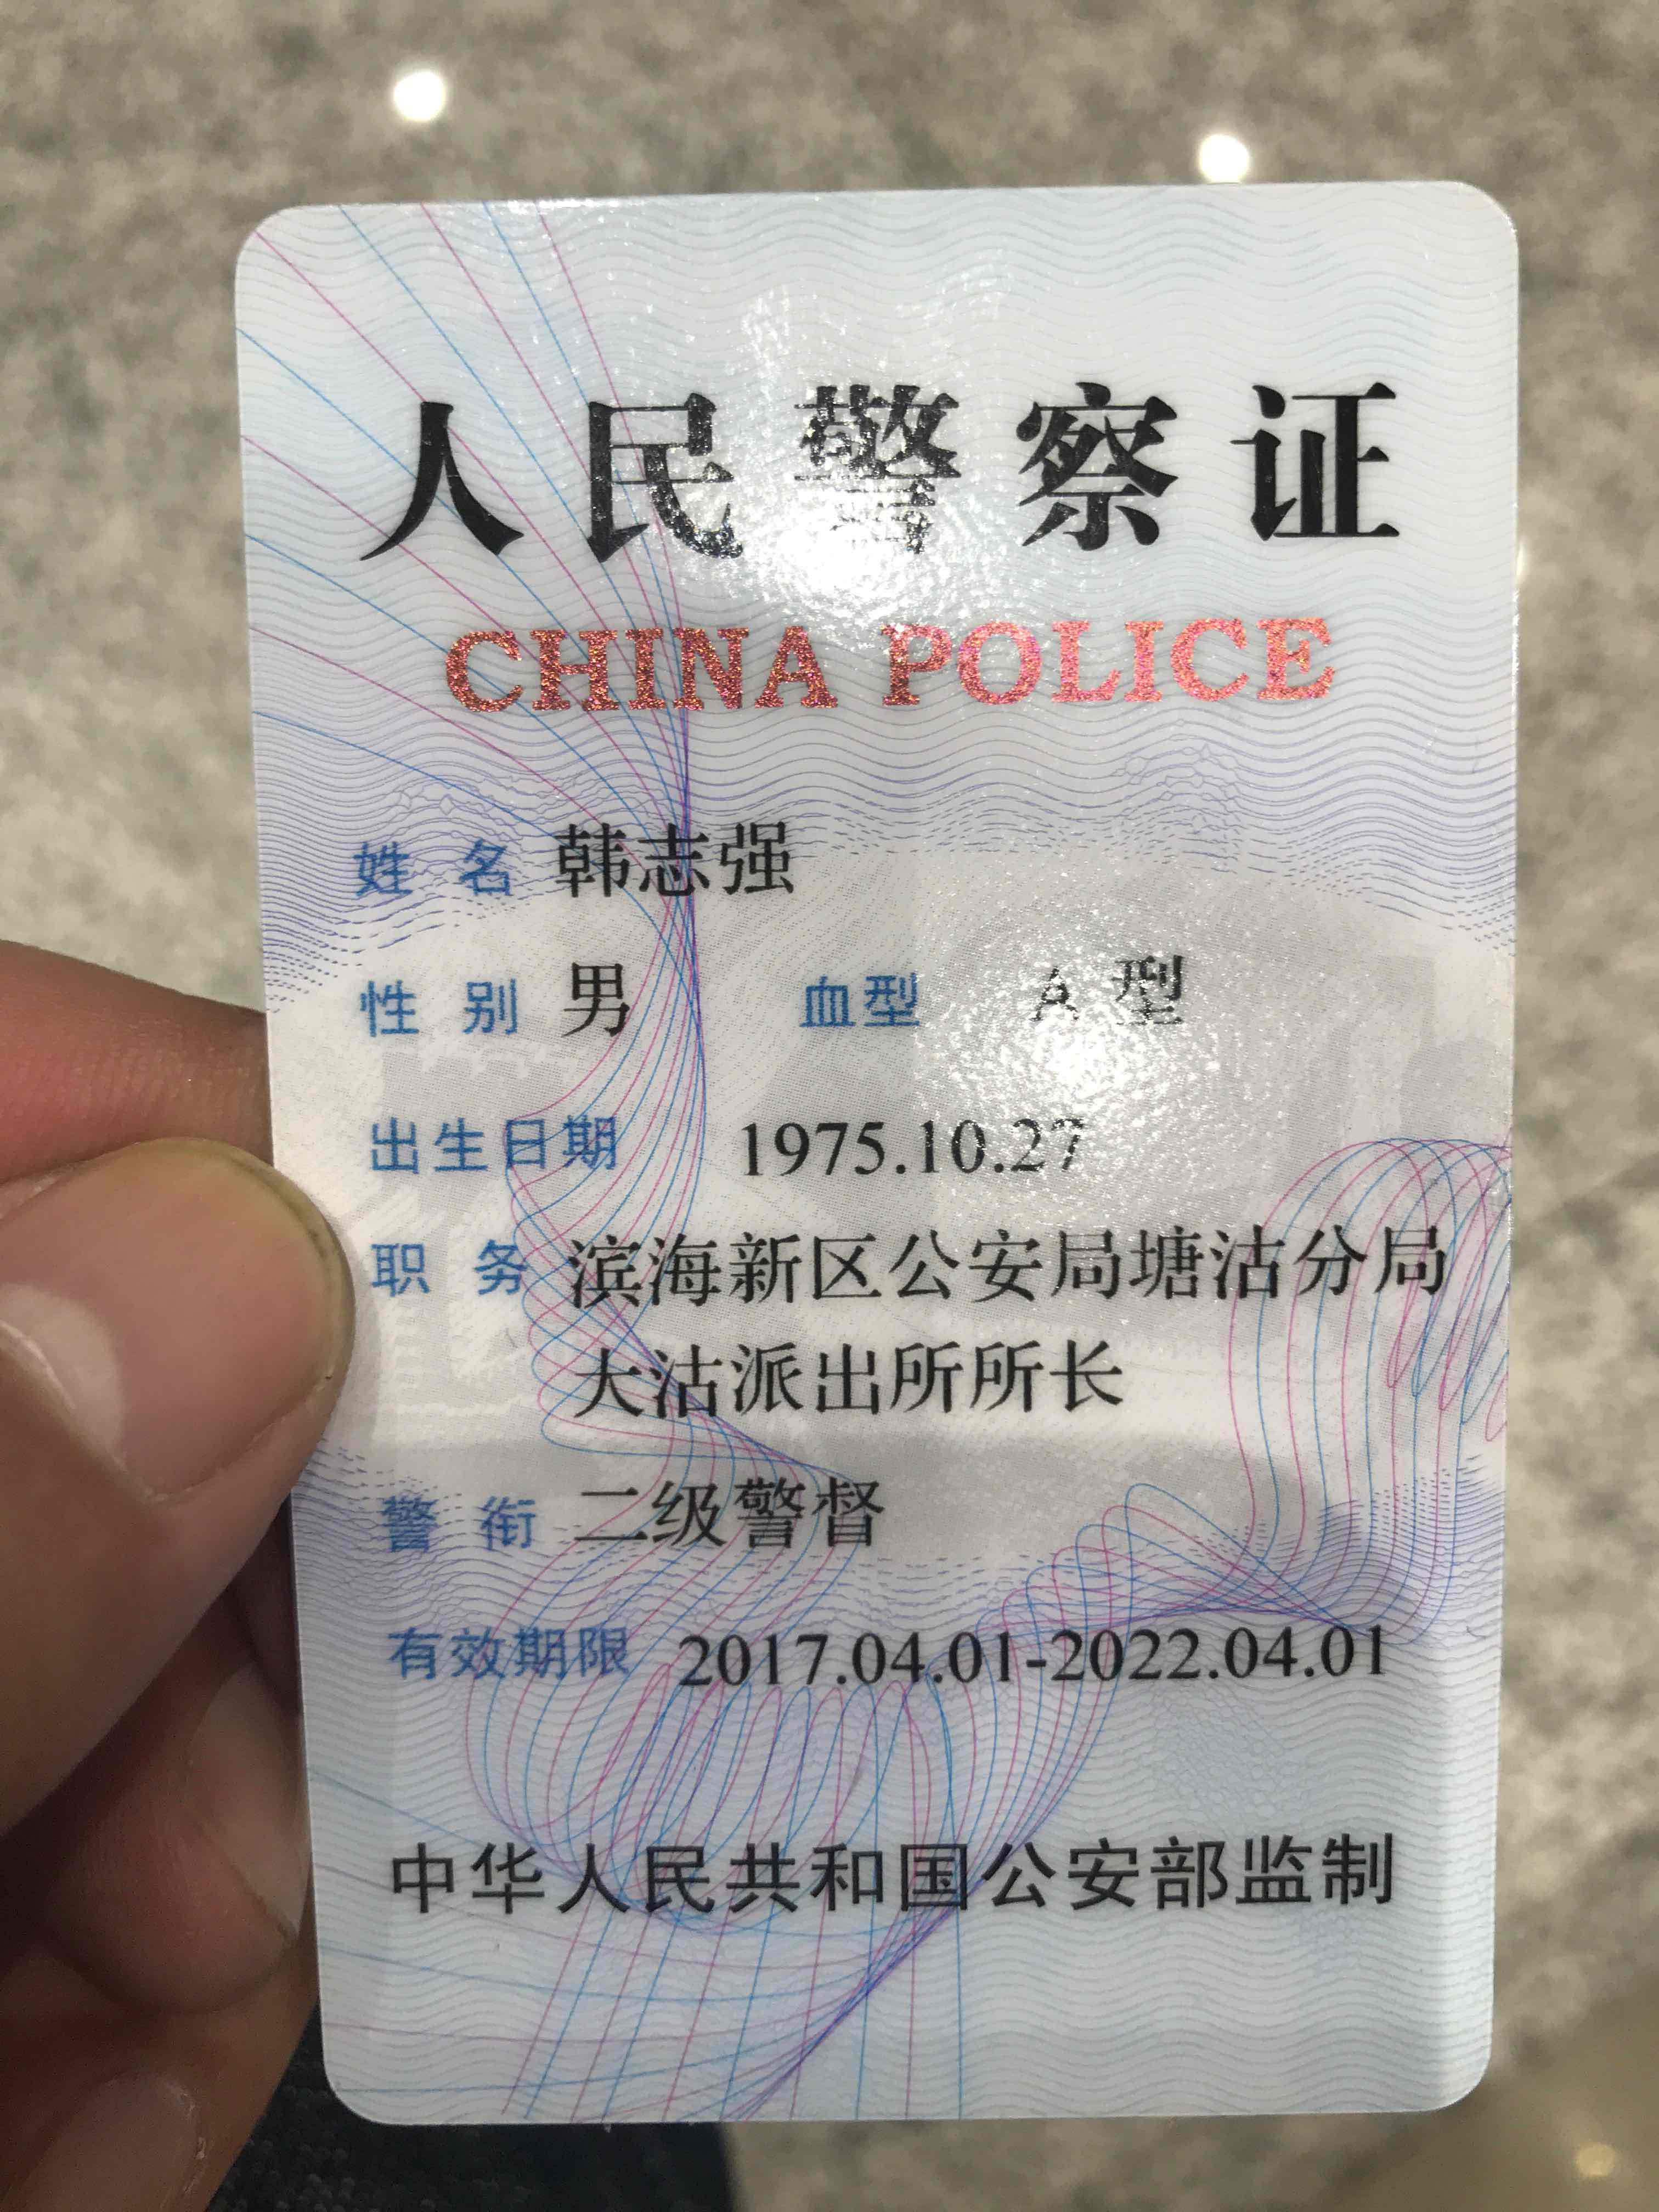 人民警察证
CHINA POLICE
姓 名 韩志强
性 别 男 血型 A 型
出生日期 1975.10.27
职 务 滨海新区公安局塘沽分局
大沽派出所所长
警 衔 二级警督
有效期限 2017.04.01-2022.04.01
中华人民共和国公安部监制